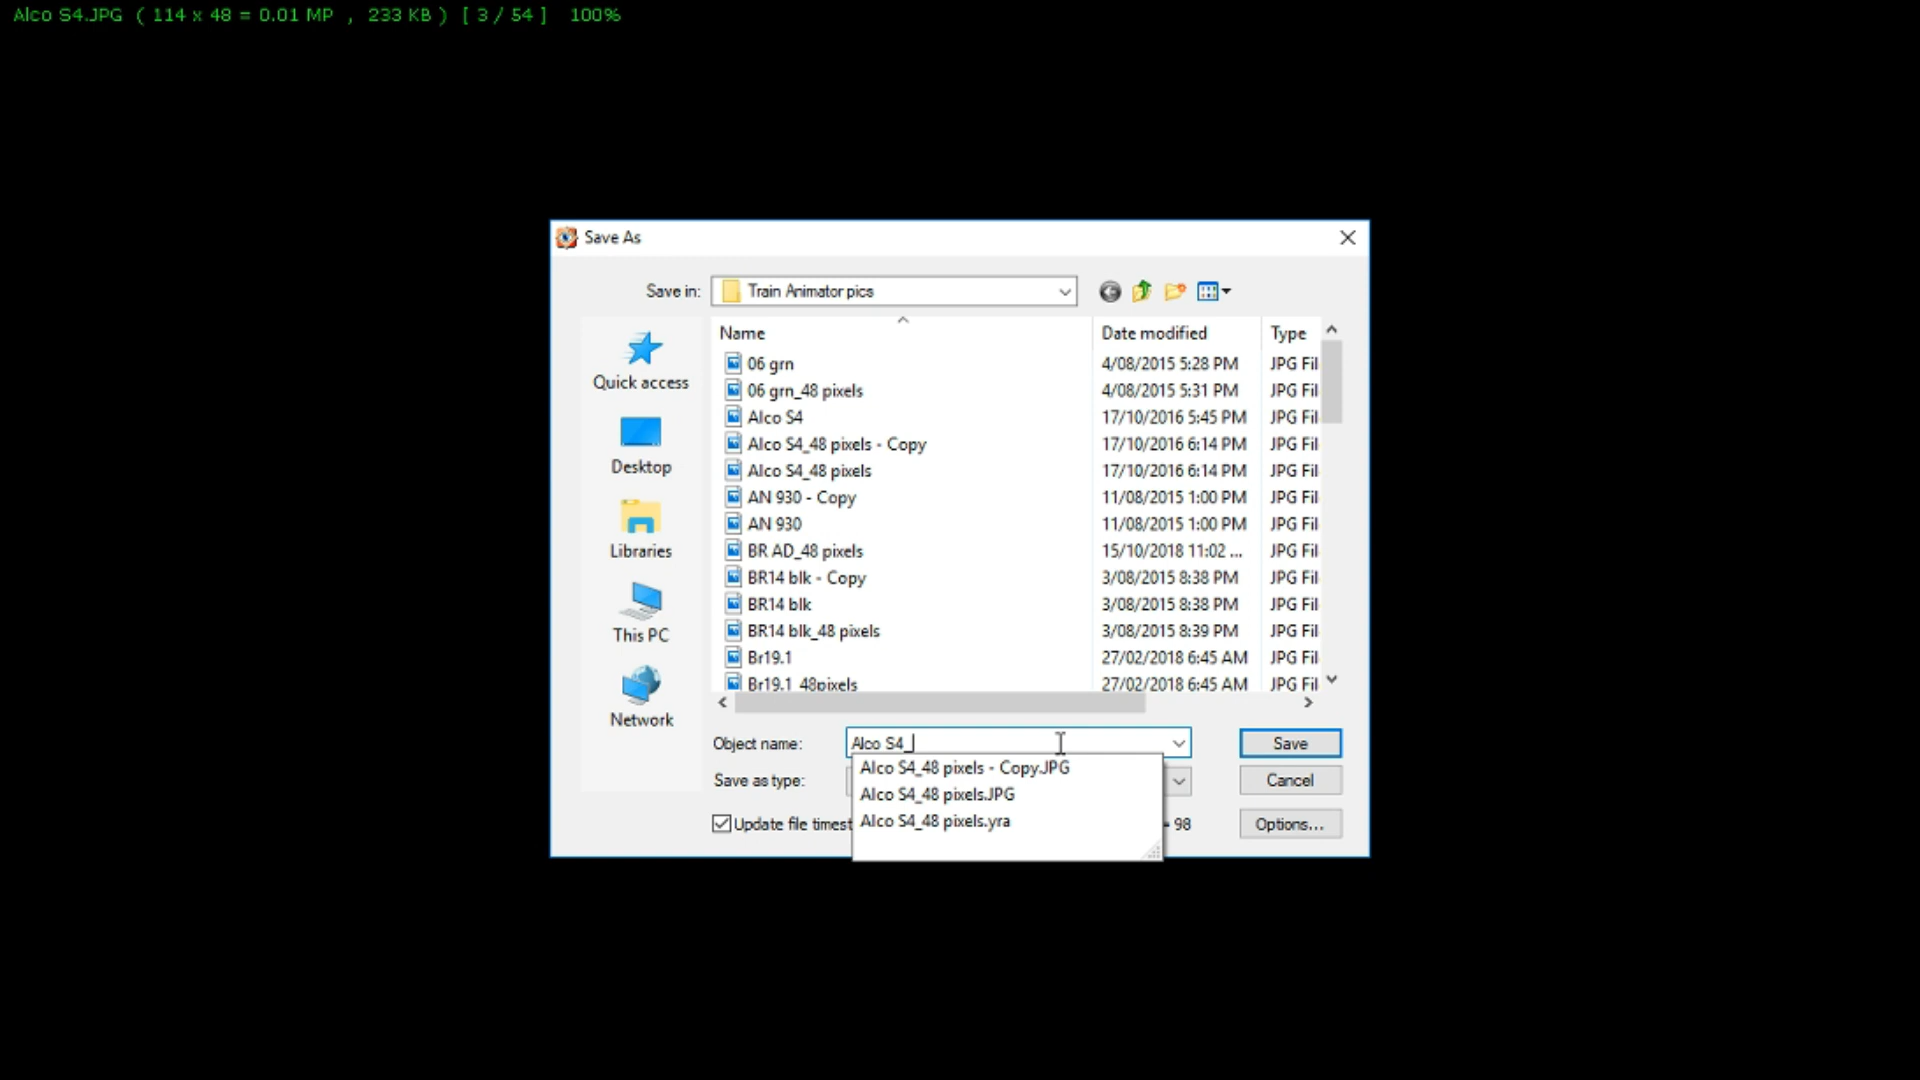 Alco S4.JPG ( 114 x 48 = 0.01 MP , 233 KB ) [ 3 / 54 ] 100%
Save As
Save in: Train Animator pics
Name Date modified Type
06 grn 4/08/2015 5:28 PM JPG Fil
06 grn_48 pixels 4/08/2015 5:31 PM JPG Fil
Alco S4 17/10/2016 5:45 PM JPG Fil
Alco S4_48 pixels - Copy 17/10/2016 6:14 PM JPG Fil
Alco S4_48 pixels 17/10/2016 6:14 PM JPG Fil
AN 930 - Copy 11/08/2015 1:00 PM JPG Fil
AN 930 11/08/2015 1:00 PM JPG Fil
BR AD_48 pixels 15/10/2018 11:02 ... JPG Fil
BR14 blk - Copy 3/08/2015 8:38 PM JPG Fil
BR14 blk 3/08/2015 8:38 PM JPG Fil
BR14 blk_48 pixels 3/08/2015 8:39 PM JPG Fil
Br19.1 27/02/2018 6:45 AM JPG Fil
Br19.1_48pixels 27/02/2018 6:45 AM JPG Fil
Quick access
Desktop
Libraries
This PC
Network
Object name: Alco S4_ Save
Alco S4_48 pixels - Copy.JPG
Save as type: Cancel
Alco S4_48 pixels.JPG
Alco S4_48 pixels.yra
Update file timest = 98 Options...